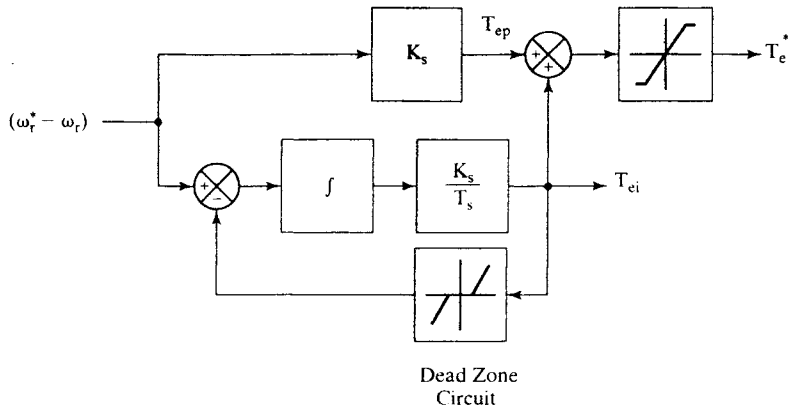 T_ep
K_s
T_e^*
(ω_r^* − ω_r)
+
+
+
−
∫
K_s
T_s
T_ei
Dead Zone
Circuit